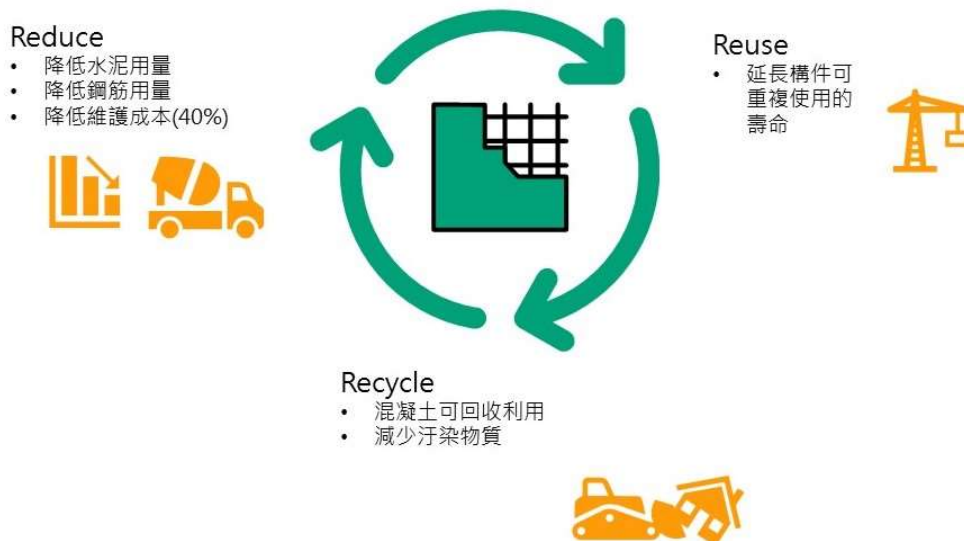 Reduce
• 降低水泥用量
• 降低鋼筋用量
• 降低維護成本(40%)
Reuse
• 延長構件可
重複使用的
壽命
Recycle
• 混凝土可回收利用
• 減少汙染物質